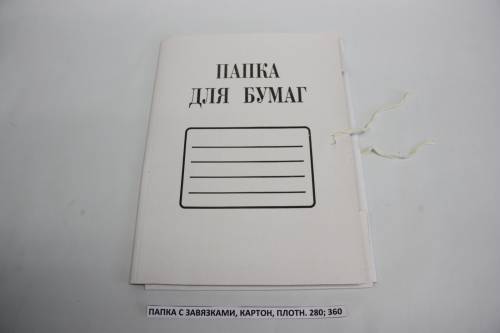 ПАПКА
ДЛЯ БУМАГ
ПАПКА С ЗАВЯЗКАМИ, КАРТОН, ПЛОТН. 280; 360